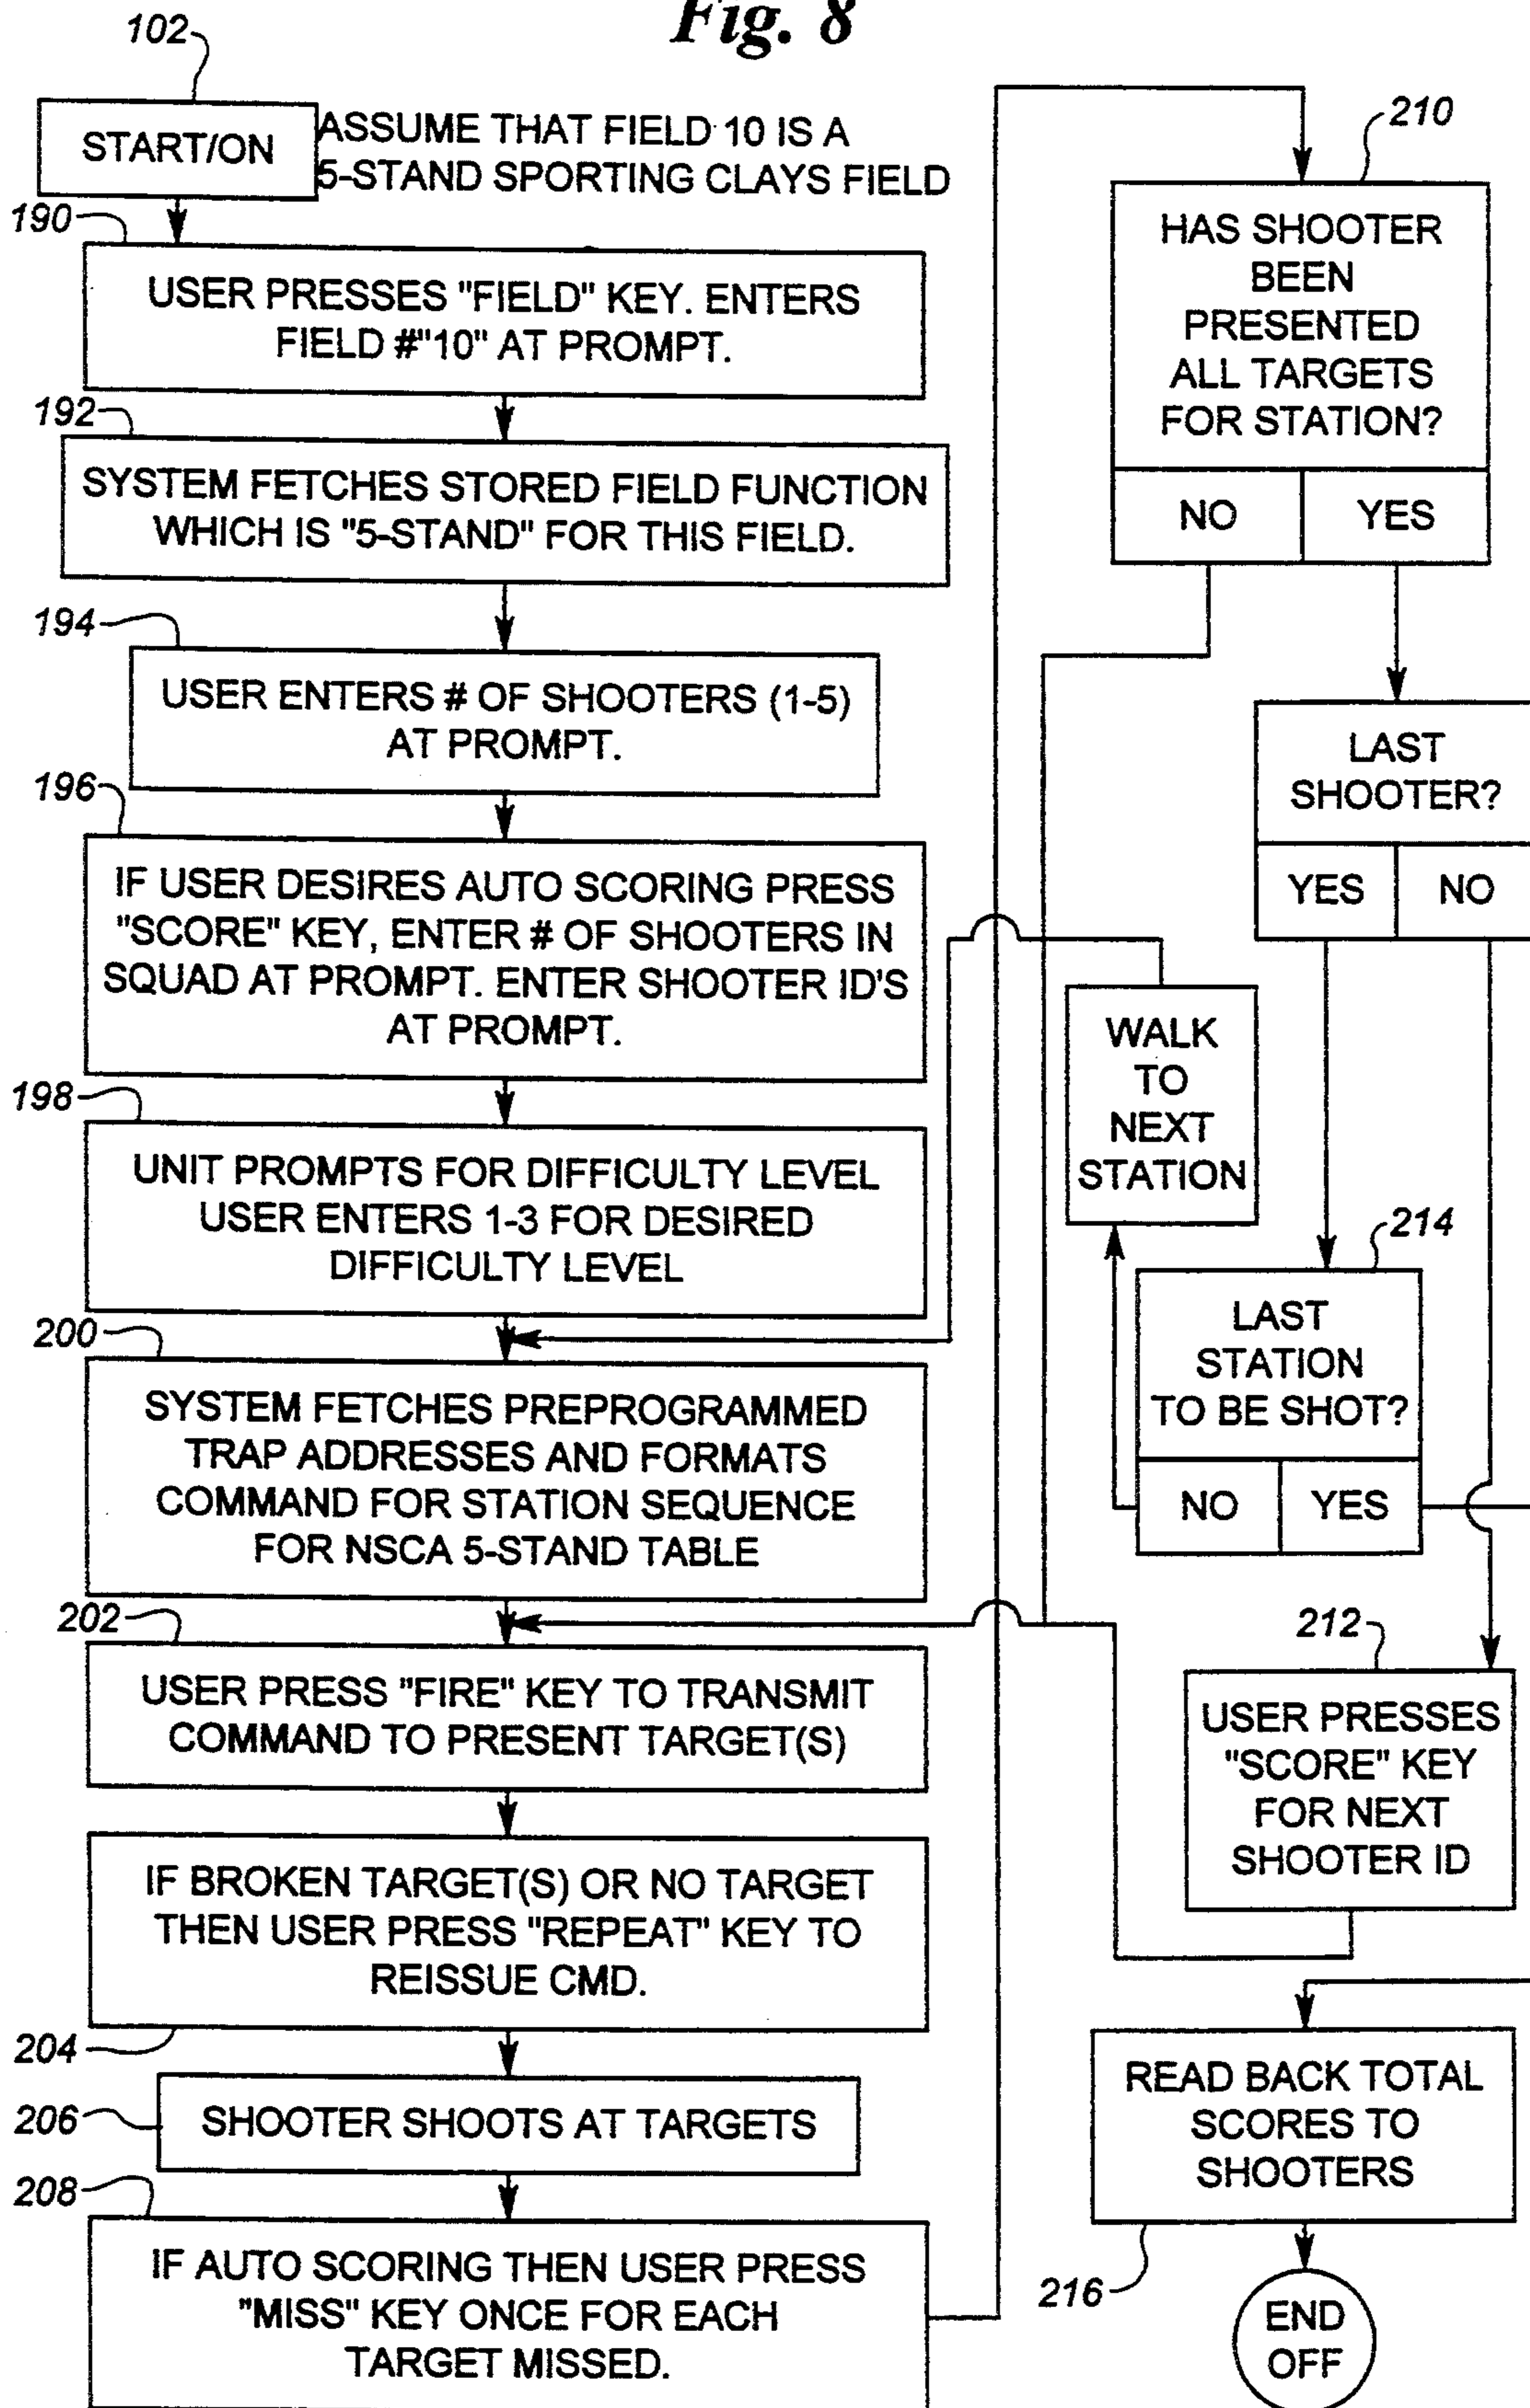 Fig. 8
102
START/ON
ASSUME THAT FIELD 10 IS A
5-STAND SPORTING CLAYS FIELD
190
USER PRESSES "FIELD" KEY. ENTERS
FIELD #"10" AT PROMPT.
192
SYSTEM FETCHES STORED FIELD FUNCTION
WHICH IS "5-STAND" FOR THIS FIELD.
194
USER ENTERS # OF SHOOTERS (1-5)
AT PROMPT.
196
IF USER DESIRES AUTO SCORING PRESS
"SCORE" KEY, ENTER # OF SHOOTERS IN
SQUAD AT PROMPT. ENTER SHOOTER ID'S
AT PROMPT.
198
UNIT PROMPTS FOR DIFFICULTY LEVEL
USER ENTERS 1-3 FOR DESIRED
DIFFICULTY LEVEL
200
SYSTEM FETCHES PREPROGRAMMED
TRAP ADDRESSES AND FORMATS
COMMAND FOR STATION SEQUENCE
FOR NSCA 5-STAND TABLE
202
USER PRESS "FIRE" KEY TO TRANSMIT
COMMAND TO PRESENT TARGET(S)
IF BROKEN TARGET(S) OR NO TARGET
THEN USER PRESS "REPEAT" KEY TO
REISSUE CMD.
204
206
SHOOTER SHOOTS AT TARGETS
208
IF AUTO SCORING THEN USER PRESS
"MISS" KEY ONCE FOR EACH
TARGET MISSED.
210
HAS SHOOTER
BEEN
PRESENTED
ALL TARGETS
FOR STATION?
NO
YES
LAST
SHOOTER?
YES
NO
WALK
TO
NEXT
STATION
214
LAST
STATION
TO BE SHOT?
NO
YES
212
USER PRESSES
"SCORE" KEY
FOR NEXT
SHOOTER ID
READ BACK TOTAL
SCORES TO
SHOOTERS
216
END
OFF